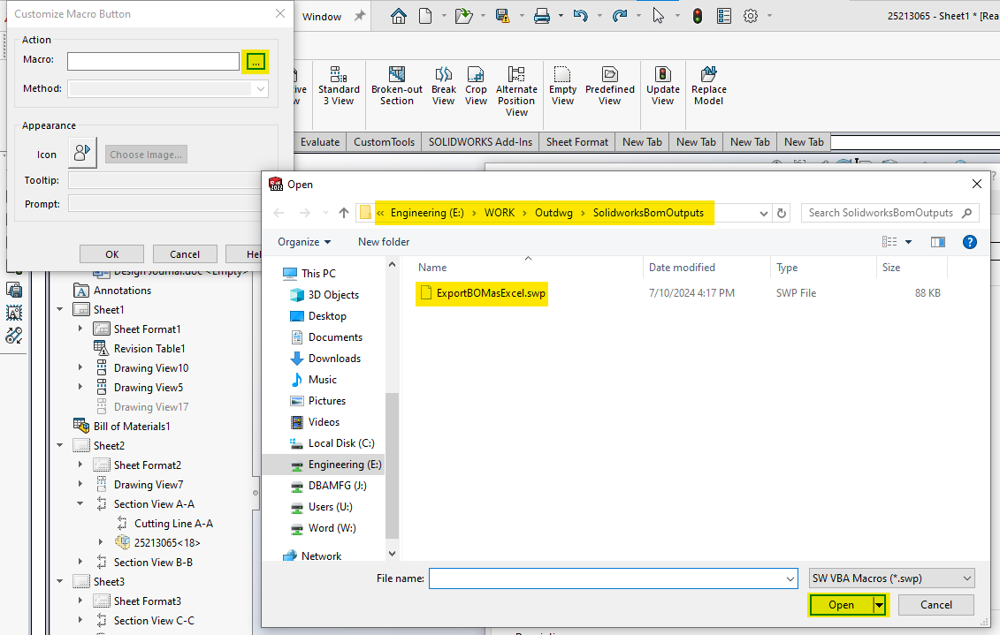 Customize Macro Button
Window
25213065 - Sheet1 * [Rea
Action
Macro:
...
Method:
Standard
3 View
Broken-out
Section
Break
View
Crop
View
Alternate
Position
View
Empty
View
Predefined
View
Update
View
Replace
Model
Appearance
Icon
Choose Image...
Tooltip:
Prompt:
Evaluate
CustomTools
SOLIDWORKS Add-Ins
Sheet Format
New Tab
New Tab
New Tab
New Tab
OK
Cancel
Hel
Open
« Engineering (E:) › WORK › Outdwg › SolidworksBomOutputs
Search SolidworksBomOutputs
Organize
New folder
Name
Date modified
Type
Size
ExportBOMasExcel.swp
7/10/2024 4:17 PM
SWP File
88 KB
This PC
3D Objects
Desktop
Documents
Downloads
Music
Pictures
Videos
Local Disk (C:)
Engineering (E:)
DBAMFG (J:)
Users (U:)
Word (W:)
Network
File name:
SW VBA Macros (*.swp)
Open
Cancel
Design Journal.doc <Empty>
Annotations
Sheet1
Sheet Format1
Revision Table1
Drawing View10
Drawing View5
Drawing View17
Bill of Materials1
Sheet2
Sheet Format2
Drawing View7
Section View A-A
Cutting Line A-A
25213065<18>
Section View B-B
Sheet3
Sheet Format3
Section View C-C